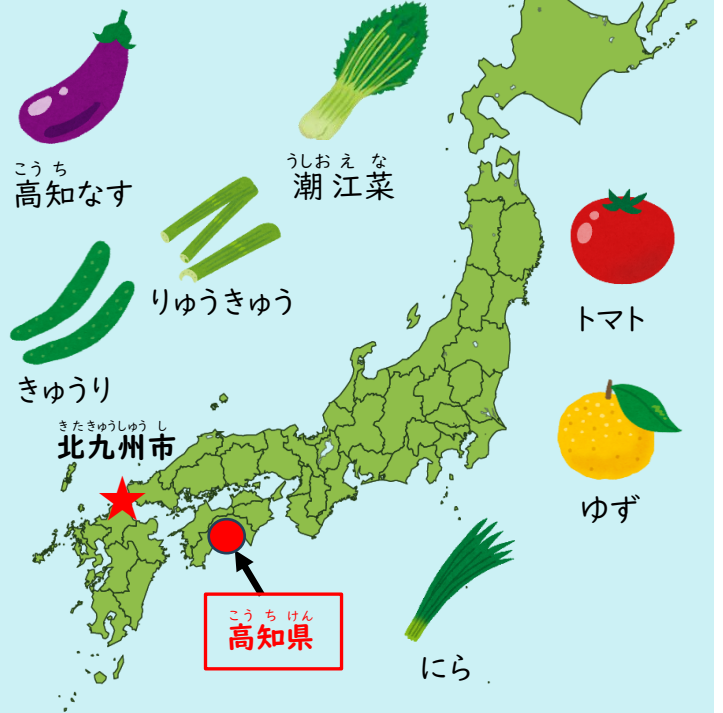 こうち
高知なす
うしおえな
潮江菜
りゅうきゅう
トマト
きゅうり
きたきゅうしゅうし
北九州市
ゆず
こうちけん
高知県
にら